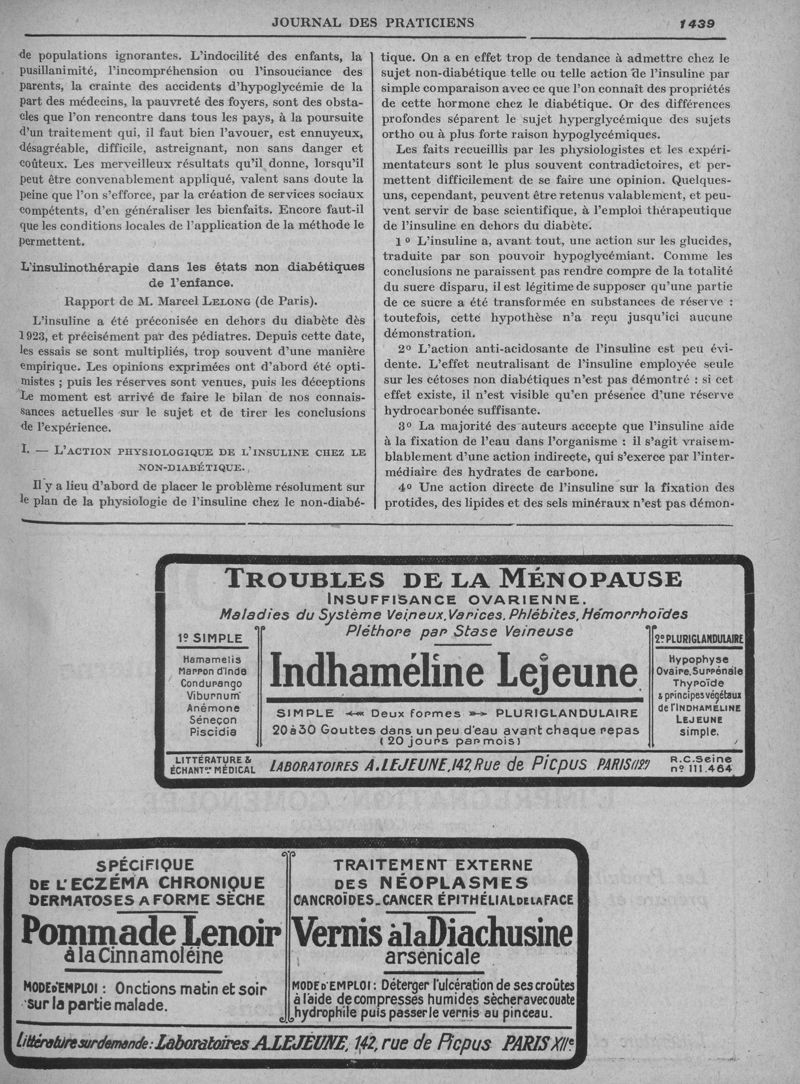 JOURNAL DES PRATICIENS 1439
de populations ignorantes. L'indocilité des enfants, la
pusillanimité, l'incompréhension ou l'insouciance des
parents, la crainte des accidents d'hypoglycémie de la
part des médecins, la pauvreté des foyers, sont des obsta-
cles que l'on rencontre dans tous les pays, à la poursuite
d'un traitement qui, il faut bien l'avouer, est ennuyeux,
désagréable, difficile, astreignant, non sans danger et
coûteux. Les merveilleux résultats qu'il donne, lorsqu'il
peut être convenablement appliqué, valent sans doute la
peine que l'on s'efforce, par la création de services sociaux
compétents, d'en généraliser les bienfaits. Encore faut-il
que les conditions locales de l'application de la méthode le
permettent.
L'insulinothérapie dans les états non diabétiques
de l'enfance.
Rapport de M. Marcel LELONG (de Paris).
L'insuline a été préconisée en dehors du diabète dès
1923, et précisément par des pédiatres. Depuis cette date,
les essais se sont multipliés, trop souvent d'une manière
empirique. Les opinions exprimées ont d'abord été opti-
mistes ; puis les réserves sont venues, puis les déceptions
Le moment est arrivé de faire le bilan de nos connais-
sances actuelles sur le sujet et de tirer les conclusions
de l'expérience.
I. — L'ACTION PHYSIOLOGIQUE DE L'INSULINE CHEZ LE
NON-DIABÉTIQUE.
Il y a lieu d'abord de placer le problème résolument sur
le plan de la physiologie de l'insuline chez le non-diabé-
tique. On a en effet trop de tendance à admettre chez le
sujet non-diabétique telle ou telle action de l'insuline par
simple comparaison avec ce que l'on connaît des propriétés
de cette hormone chez le diabétique. Or des différences
profondes séparent le sujet hyperglycémique des sujets
ortho ou à plus forte raison hypoglycémiques.
Les faits recueillis par les physiologistes et les expéri-
mentateurs sont le plus souvent contradictoires, et per-
mettent difficilement de se faire une opinion. Quelques-
uns, cependant, peuvent être retenus valablement, et peu-
vent servir de base scientifique, à l'emploi thérapeutique
de l'insuline en dehors du diabète.
1° L'insuline a, avant tout, une action sur les glucides,
traduite par son pouvoir hypoglycémiant. Comme les
conclusions ne paraissent pas rendre compre de la totalité
du sucre disparu, il est légitime de supposer qu'une partie
de ce sucre a été transformée en substances de réserve :
toutefois, cette hypothèse n'a reçu jusqu'ici aucune
démonstration.
2° L'action anti-acidosante de l'insuline est peu évi-
dente. L'effet neutralisant de l'insuline employée seule
sur les cétoses non diabétiques n'est pas démontré : si cet
effet existe, il n'est visible qu'en présence d'une réserve
hydrocarbonée suffisante.
3° La majorité des auteurs accepte que l'insuline aide
à la fixation de l'eau dans l'organisme : il s'agit vraisem-
blablement d'une action indirecte, qui s'exerce par l'inter-
médiaire des hydrates de carbone.
4° Une action directe de l'insuline sur la fixation des
protides, des lipides et des sels minéraux n'est pas démon-
TROUBLES DE LA MÉNOPAUSE
INSUFFISANCE OVARIENNE.
Maladies du Système Veineux, Varices, Phlébites, Hémorrhoïdes
Pléthore par Stase Veineuse
1º SIMPLE
Hamamelis
Marron d'Inde
Condurango
Viburnum
Anémone
Séneçon
Piscidia
Indhaméline Lejeune
SIMPLE Deux formes PLURIGLANDULAIRE
20 à 30 Gouttes dans un peu d'eau avant chaque repas
(20 jours par mois)
2º PLURIGLANDULAIRE
Hypophyse
Ovaire, Surrénale
Thyroïde
& principes végétaux
de l'INDHAMÉLINE
LEJEUNE
simple.
LITTÉRATURE &
ÉCHANTons MÉDICAL
LABORATOIRES A. LEJEUNE, 142, Rue de Picpus PARIS (12e)
R.C. Seine
nº 111.464
SPÉCIFIQUE
DE L'ECZÉMA CHRONIQUE
DERMATOSES A FORME SÈCHE
Pommade Lenoir
à la Cinnamoléine
MODE D'EMPLOI : Onctions matin et soir
sur la partie malade.
TRAITEMENT EXTERNE
DES NÉOPLASMES
CANCROÏDES_CANCER ÉPITHÉLIAL DE LA FACE
Vernis à la Diachusine
arsénicale
MODE D'EMPLOI : Déterger l'ulcération de ses croûtes
à l'aide de compresses humides sècher avec ouate
hydrophile puis passer le vernis au pinceau.
Littérature sur demande : Laboratoires A. LEJEUNE, 142, rue de Picpus PARIS XIIe